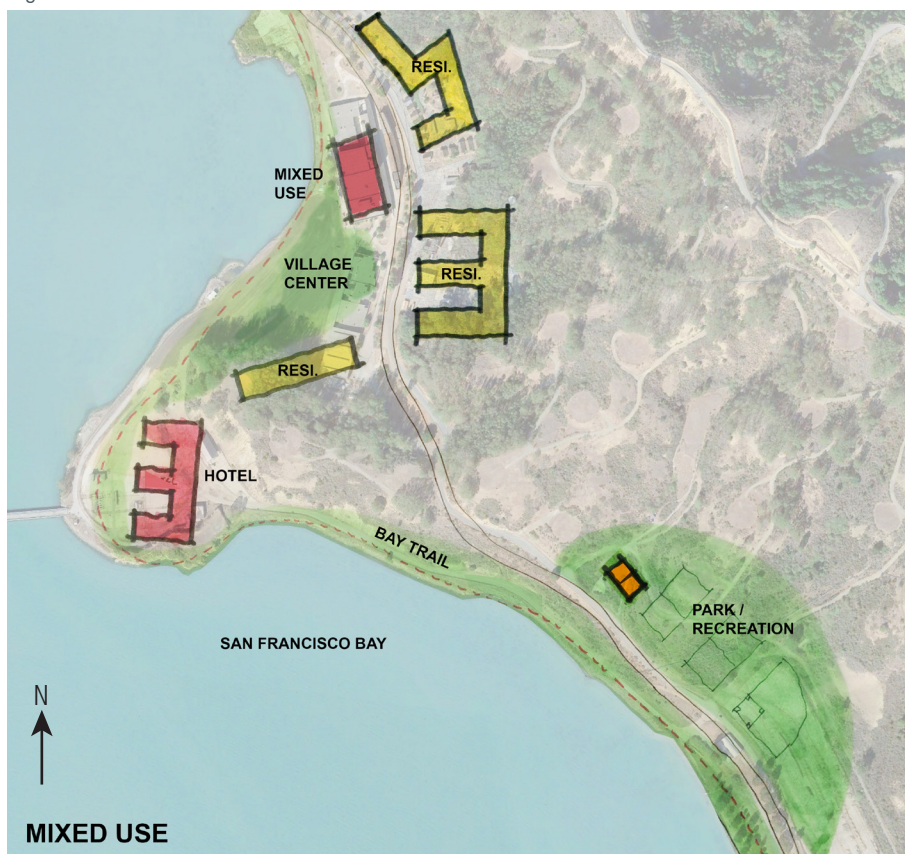 RESI.
MIXED
USE
VILLAGE
CENTER
RESI.
RESI.
HOTEL
BAY TRAIL
PARK /
RECREATION
SAN FRANCISCO BAY
N
MIXED USE